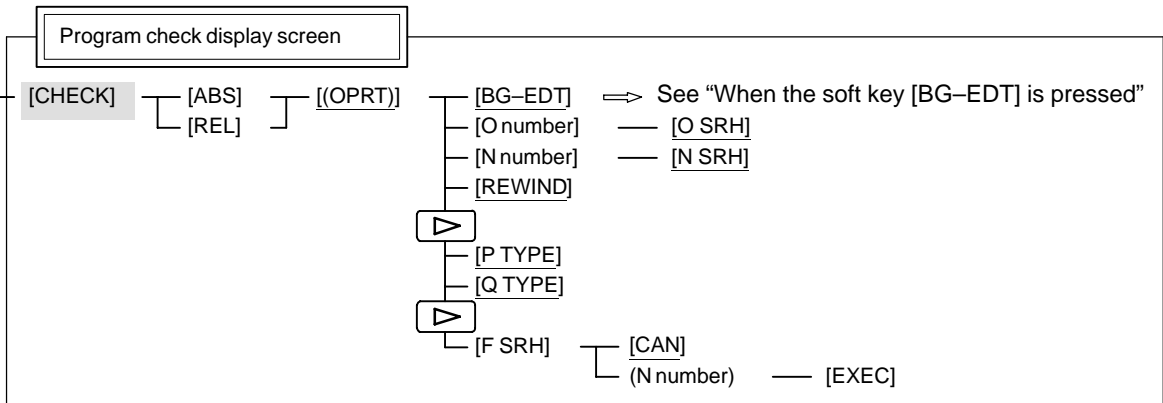 Program check display screen
[CHECK] [ABS] [(OPRT)] [BG–EDT] See “When the soft key [BG–EDT] is pressed”
[REL] [O number] [O SRH]
[N number] [N SRH]
[REWIND]
[P TYPE]
[Q TYPE]
[F SRH] [CAN]
(N number) [EXEC]